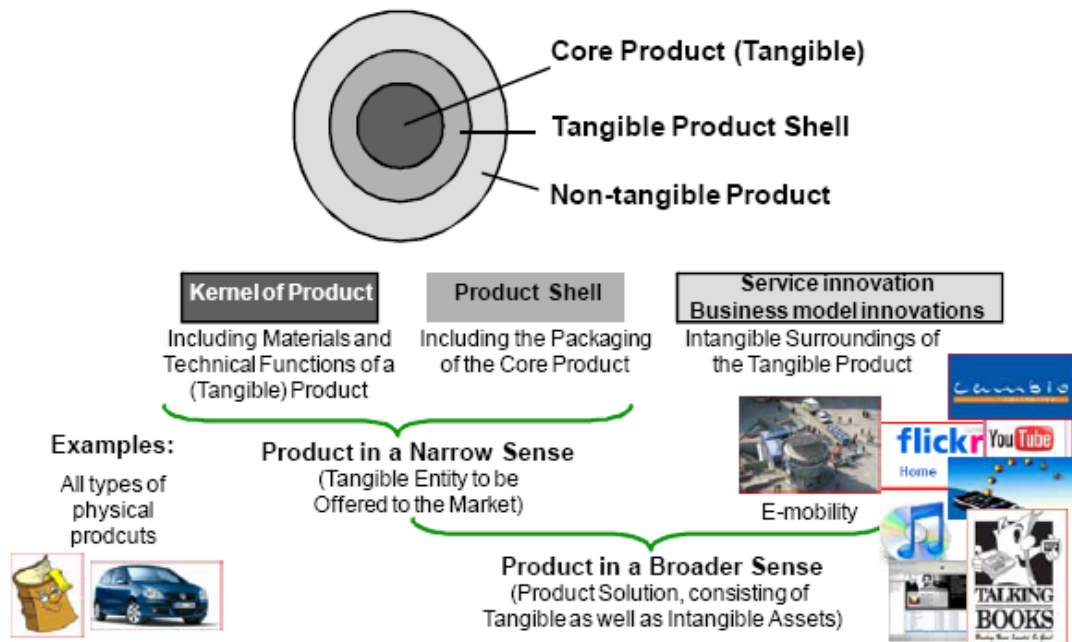 Core Product (Tangible)
Tangible Product Shell
Non-tangible Product
Kernel of Product
Including Materials and
Technical Functions of a
(Tangible) Product
Product Shell
Including the Packaging
of the Core Product
Service innovation
Business model innovations
Intangible Surroundings of
the Tangible Product
cambio
flickr
Home
YouTube
E-mobility
Examples:
All types of
physical
prodcuts
Product in a Narrow Sense
(Tangible Entity to be
Offered to the Market)
Product in a Broader Sense
(Product Solution, consisting of
Tangible as well as Intangible Assets)
TALKING
BOOKS